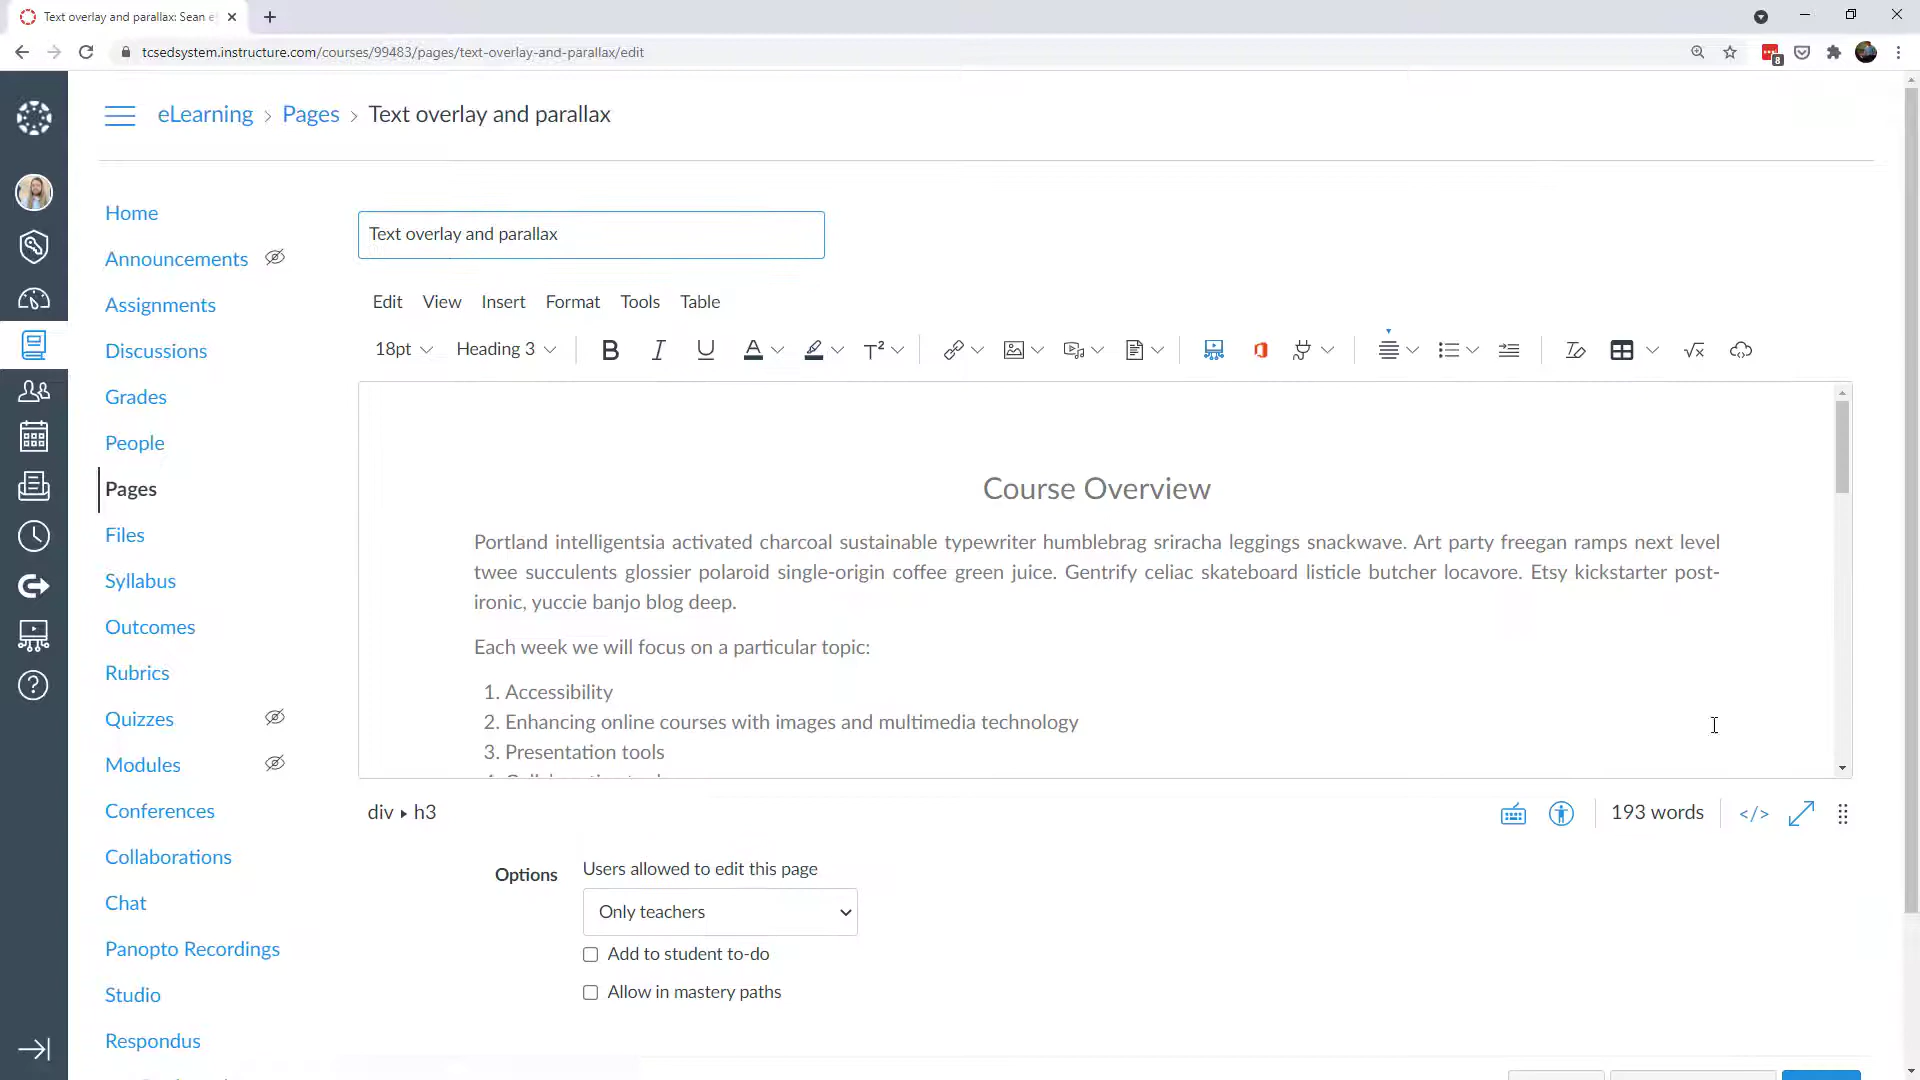 Text overlay and parallax: Sean e
tcsedsystem.instructure.com/courses/99483/pages/text-overlay-and-parallax/edit
8
eLearning > Pages > Text overlay and parallax
Home
Announcements
Assignments
Discussions
Grades
People
Pages
Files
Syllabus
Outcomes
Rubrics
Quizzes
Modules
Conferences
Collaborations
Chat
Panopto Recordings
Studio
Respondus
Text overlay and parallax
Edit View Insert Format Tools Table
18pt Heading 3
Course Overview
Portland intelligentsia activated charcoal sustainable typewriter humblebrag sriracha leggings snackwave. Art party freegan ramps next level
twee succulents glossier polaroid single-origin coffee green juice. Gentrify celiac skateboard listicle butcher locavore. Etsy kickstarter post-
ironic, yuccie banjo blog deep.
Each week we will focus on a particular topic:
1. Accessibility
2. Enhancing online courses with images and multimedia technology
3. Presentation tools
div ▸ h3
193 words
</>
Options
Users allowed to edit this page
Only teachers
Add to student to-do
Allow in mastery paths